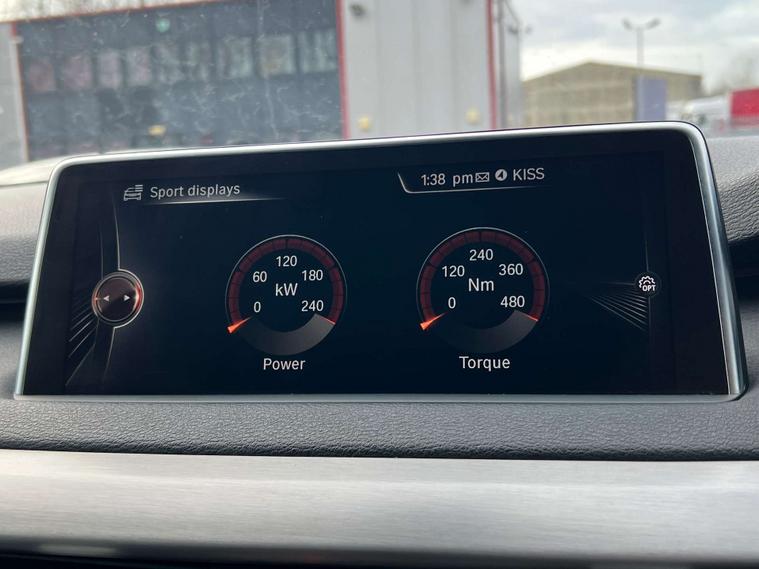 Sport displays
1:38 pm KISS
120
60 180
kW
0 240
Power
240
120 360
Nm
0 480
Torque
OPT